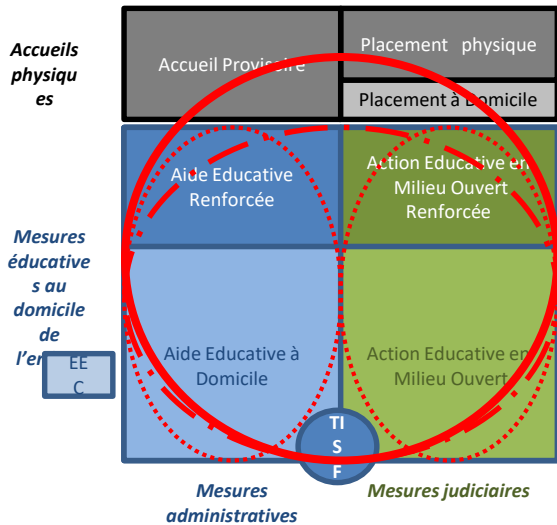 Accueils
physiqu
es
Accueil Provisoire
Placement physique
Placement à Domicile
Aide Educative
Renforcée
Action Educative en
Milieu Ouvert
Renforcée
Mesures
éducative
s au
domicile
de
l'en
EE
C
Aide Educative à
Domicile
Action Educative en
Milieu Ouvert
TI
S
F
Mesures
administratives
Mesures judiciaires